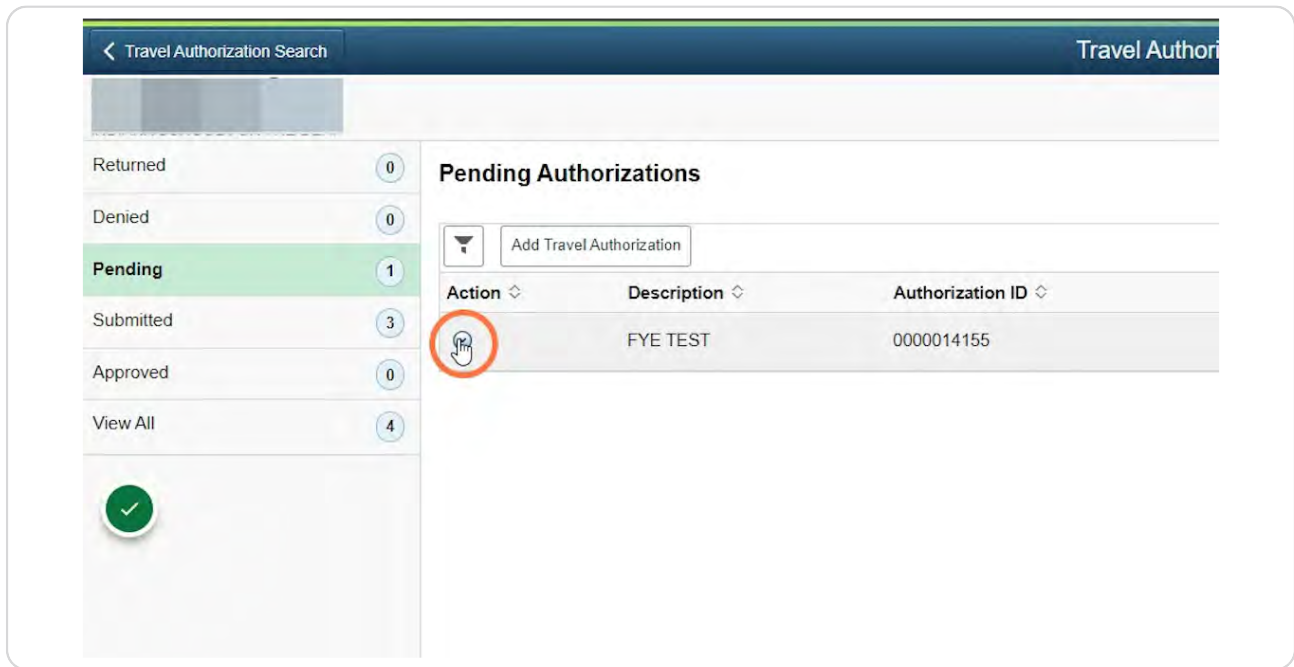 Travel Authorization Search
Travel Authori
Returned 0
Denied 0
Pending 1
Submitted 3
Approved 0
View All 4
Pending Authorizations
Add Travel Authorization
Action Description Authorization ID
FYE TEST 0000014155